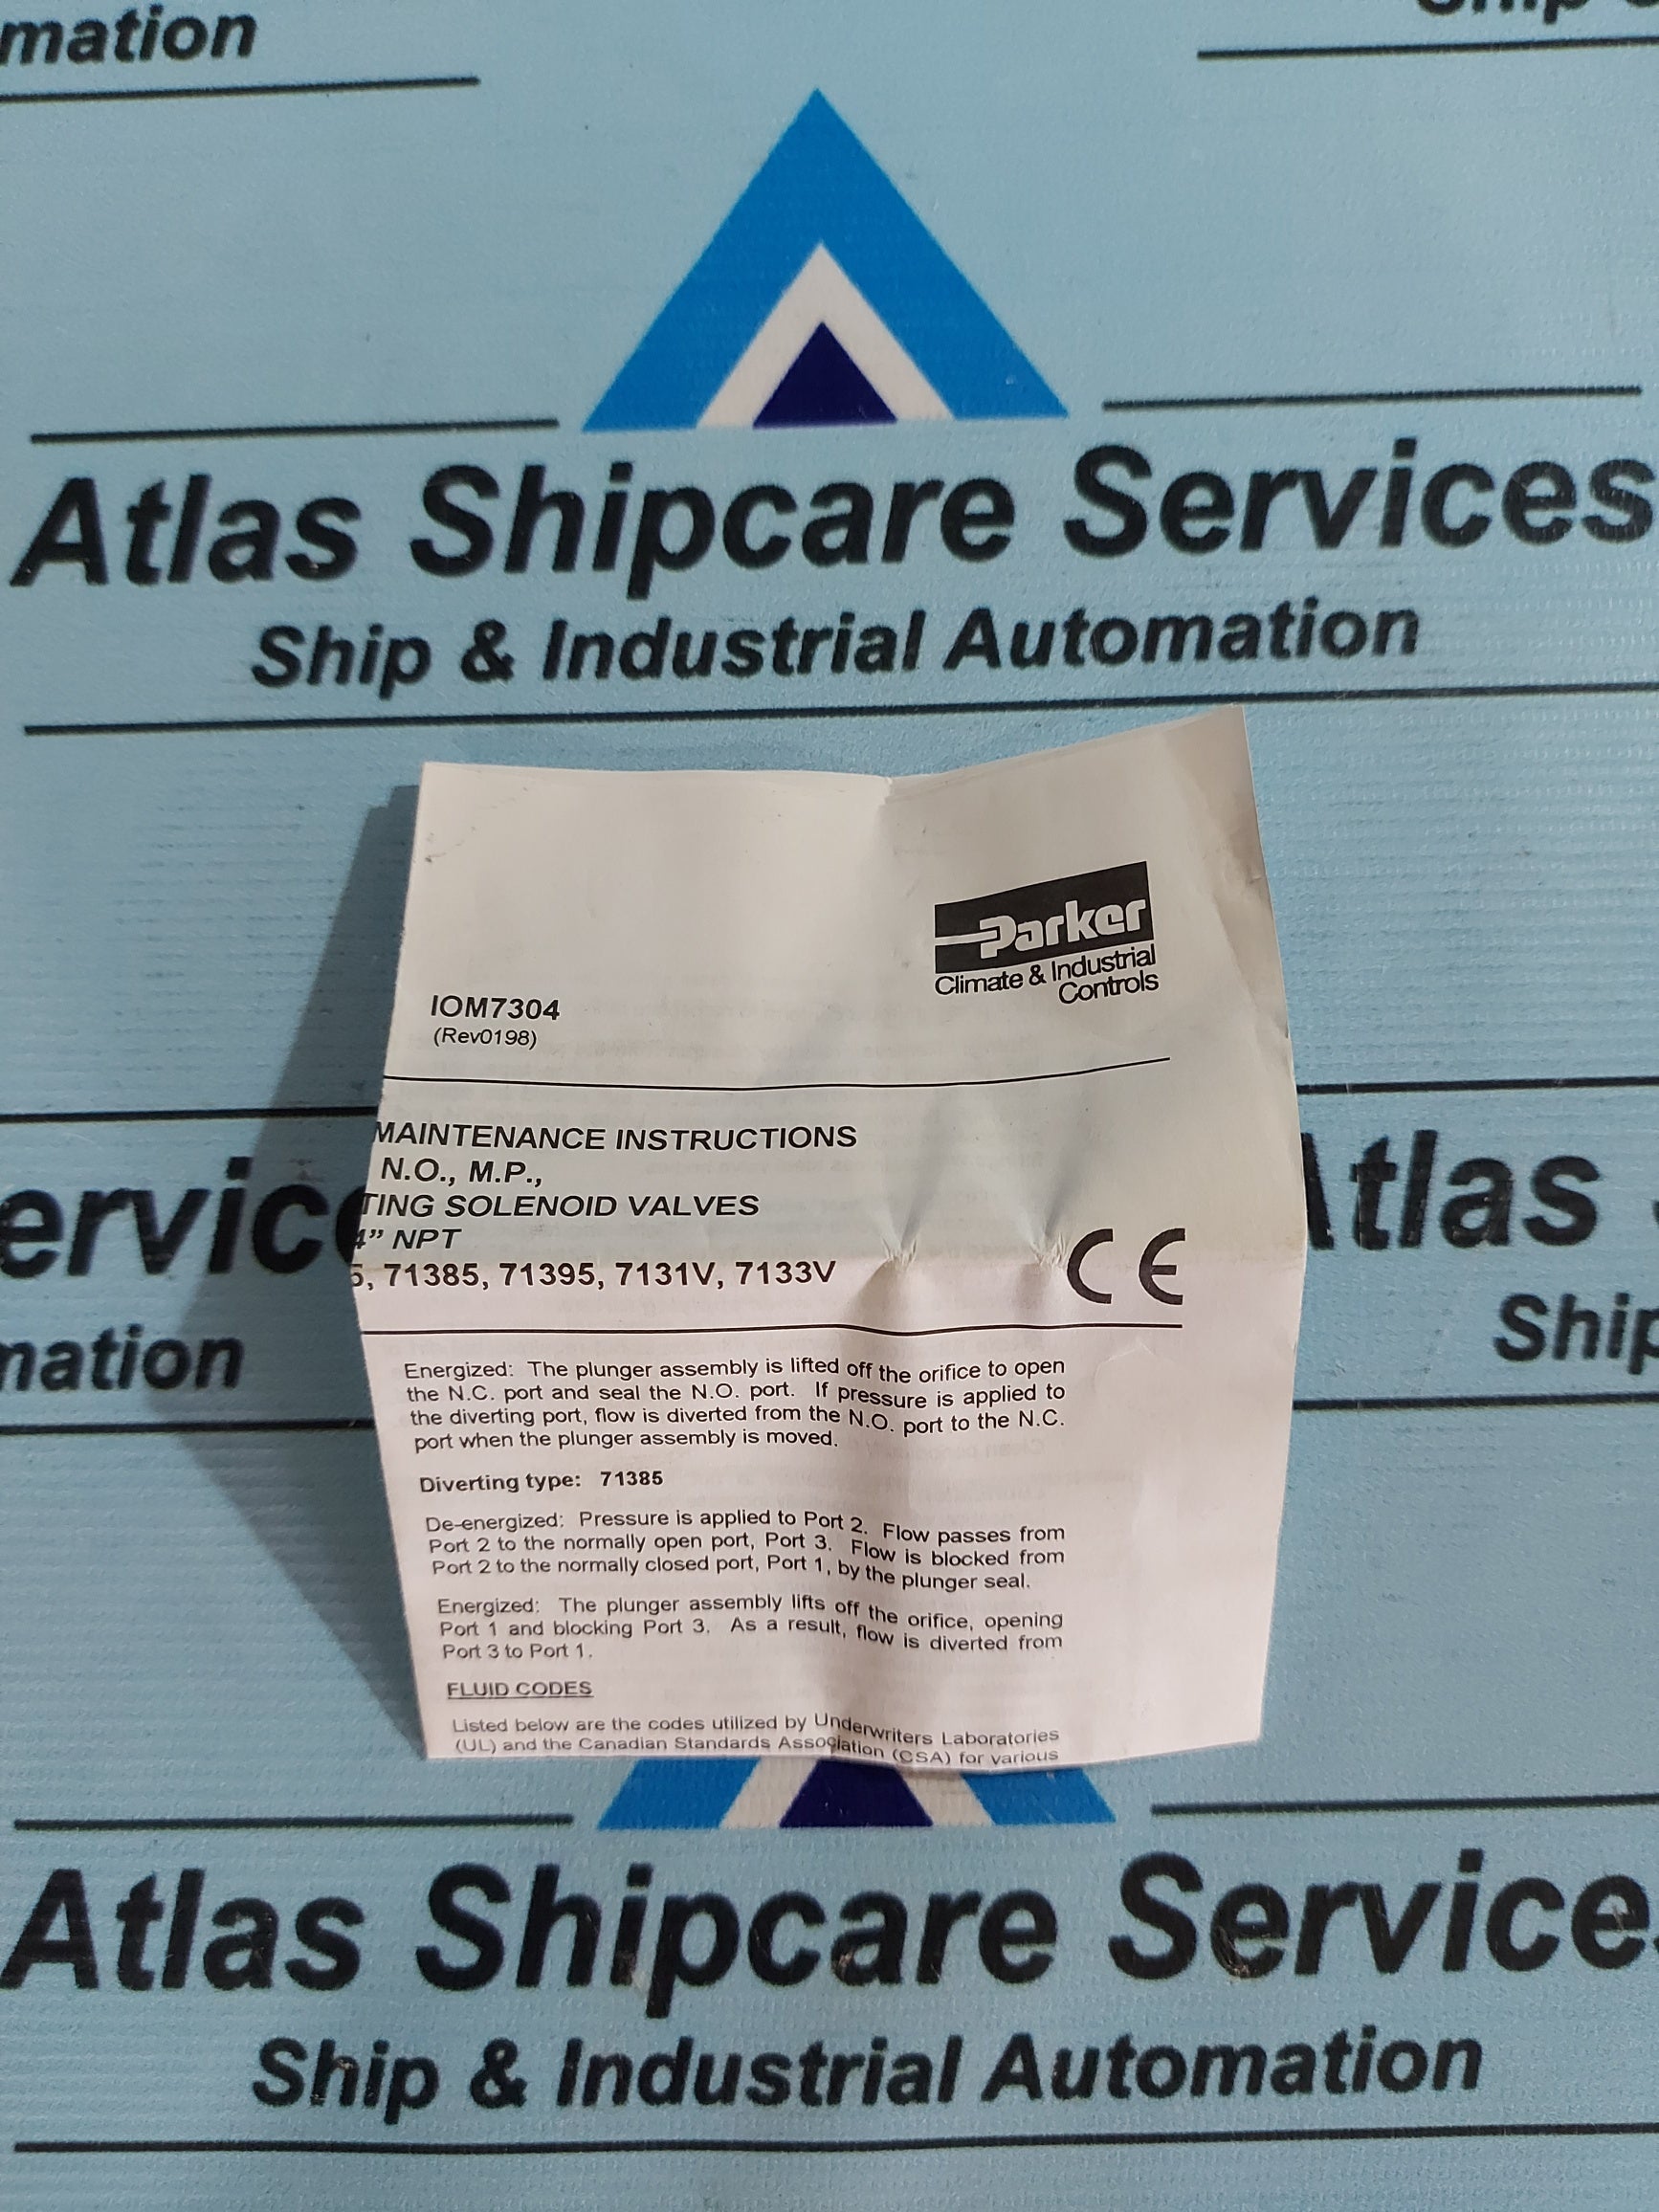 mation
Atlas Shipcare Services
Ship & Industrial Automation
Parker
Climate & Industrial
Controls
IOM7304
(Rev0198)
MAINTENANCE INSTRUCTIONS
N.O., M.P.,
TING SOLENOID VALVES
4” NPT
5, 71385, 71395, 7131V, 7133V
CE
ervic
tlas
mation
Ship
Energized: The plunger assembly is lifted off the orifice to open
the N.C. port and seal the N.O. port. If pressure is applied to
the diverting port, flow is diverted from the N.O. port to the N.C.
port when the plunger assembly is moved.
Diverting type: 71385
De-energized: Pressure is applied to Port 2. Flow passes from
Port 2 to the normally open port, Port 3. Flow is blocked from
Port 2 to the normally closed port, Port 1, by the plunger seal.
Energized: The plunger assembly lifts off the orifice, opening
Port 1 and blocking Port 3. As a result, flow is diverted from
Port 3 to Port 1.
FLUID CODES
Listed below are the codes utilized by Underwriters Laboratories
(UL) and the Canadian Standards Association (CSA) for various
Atlas Shipcare Service
Ship & Industrial Automation